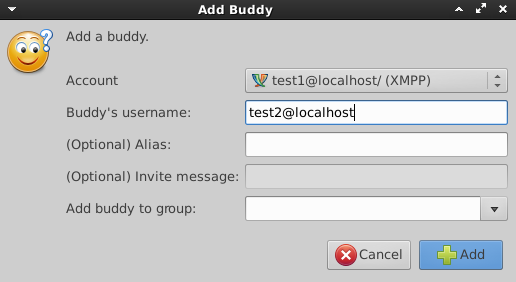 Add Buddy
Add a buddy.
Account
test1@localhost/ (XMPP)
Buddy's username:
test2@localhost
(Optional) Alias:
(Optional) Invite message:
Add buddy to group:
Cancel
Add